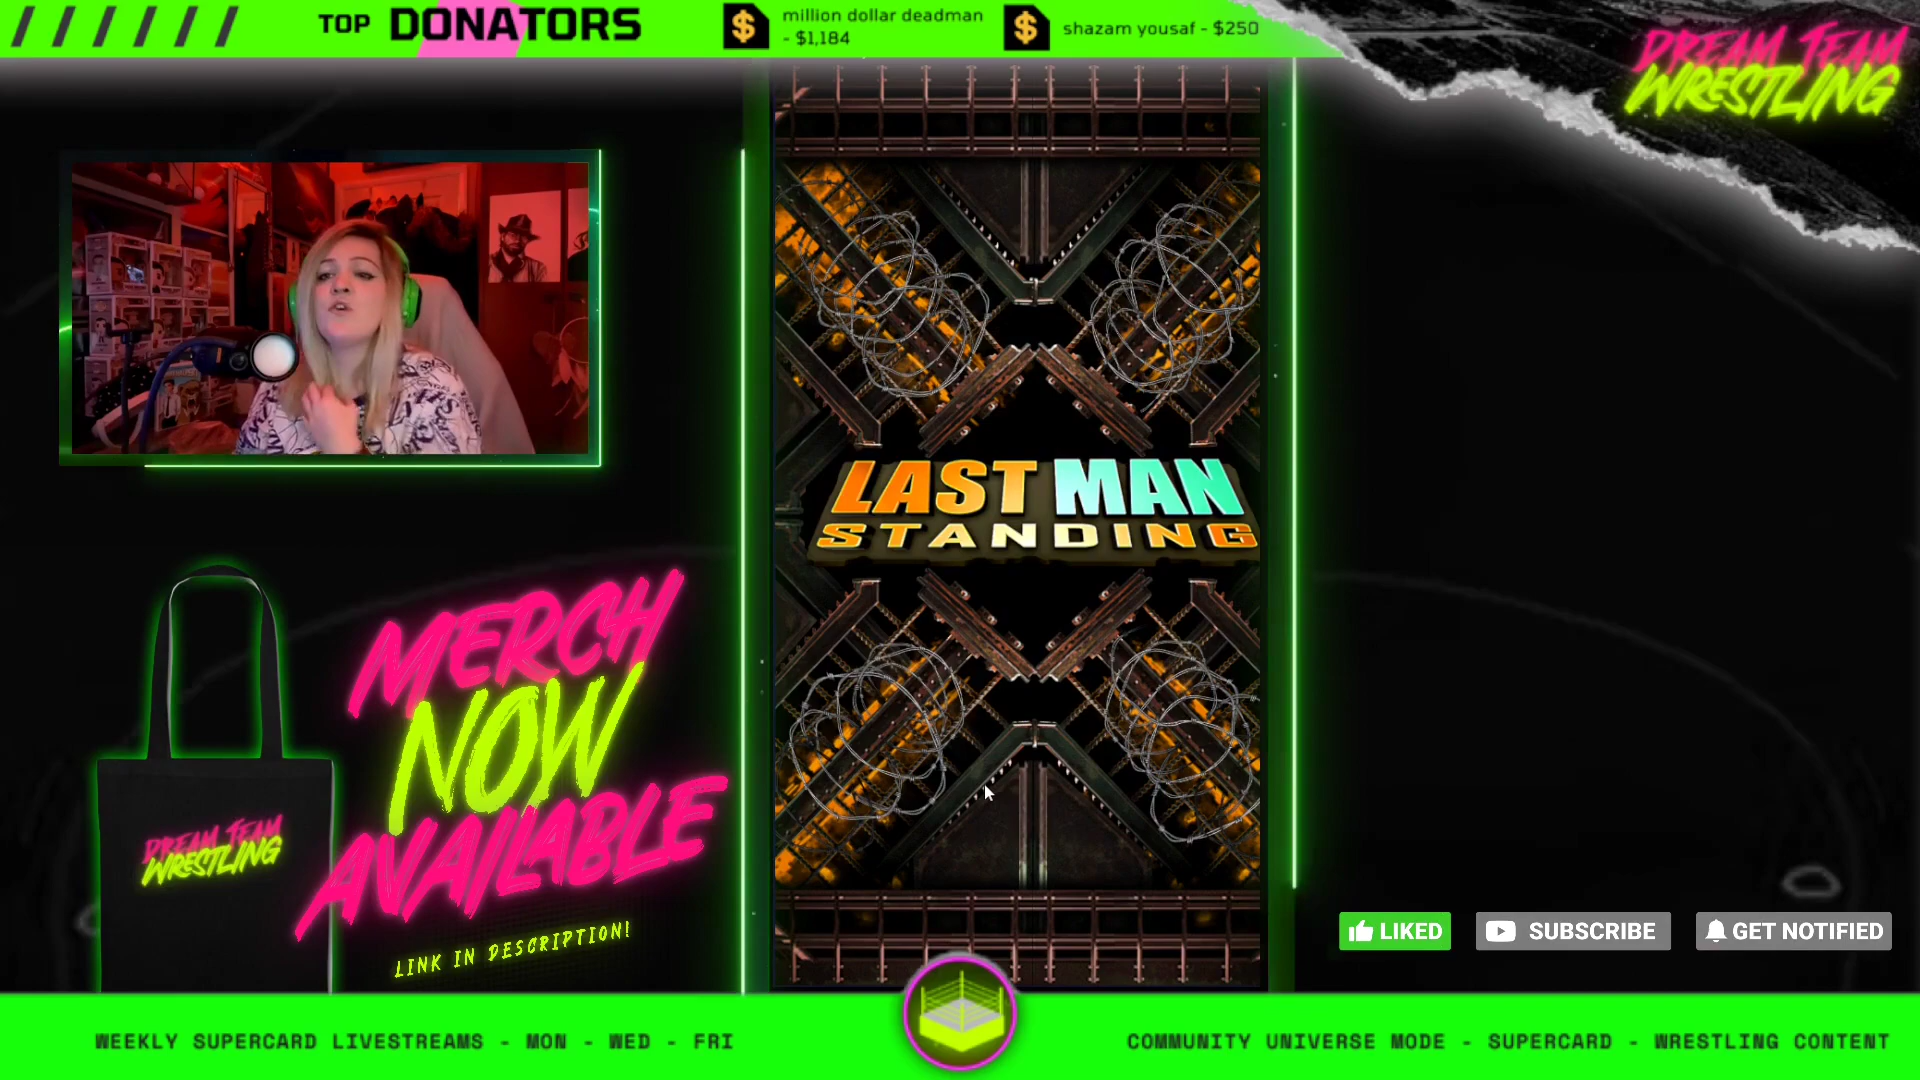 TOP DONATORS
million dollar deadman
- $1,184
shazam yousaf - $250
DREAM TEAM
WRESTLING
LAST MAN
STANDING
MERCH
NOW
AVAILABLE
LINK IN DESCRIPTION!
DREAM TEAM
WRESTLING
LIKED
SUBSCRIBE
GET NOTIFIED
WEEKLY SUPERCARD LIVESTREAMS - MON - WED - FRI
COMMUNITY UNIVERSE MODE - SUPERCARD - WRESTLING CONTENT